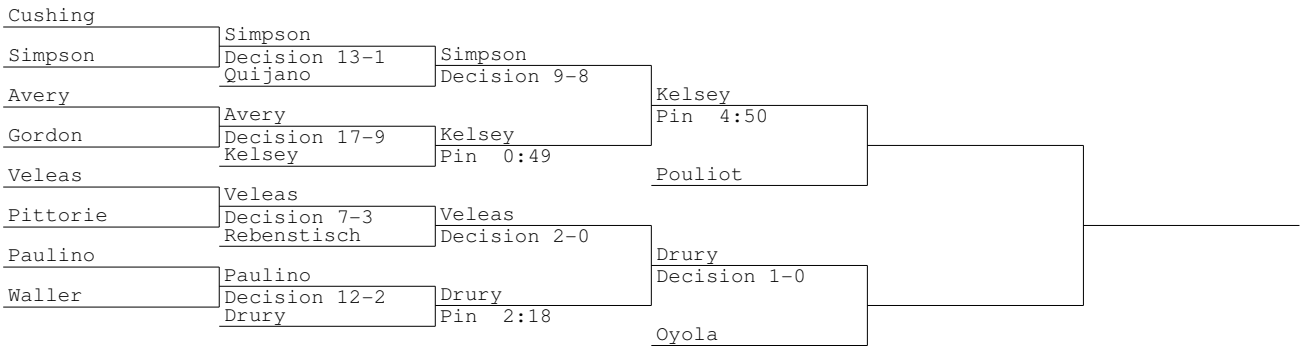 Cushing
Simpson
Simpson
Decision 13-1
Quijano
Simpson
Decision 9-8
Avery
Gordon
Avery
Decision 17-9
Kelsey
Kelsey
Pin 0:49
Kelsey
Pin 4:50
Pouliot
Veleas
Pittorie
Veleas
Decision 7-3
Rebenstisch
Veleas
Decision 2-0
Paulino
Waller
Paulino
Decision 12-2
Drury
Drury
Pin 2:18
Drury
Decision 1-0
Oyola